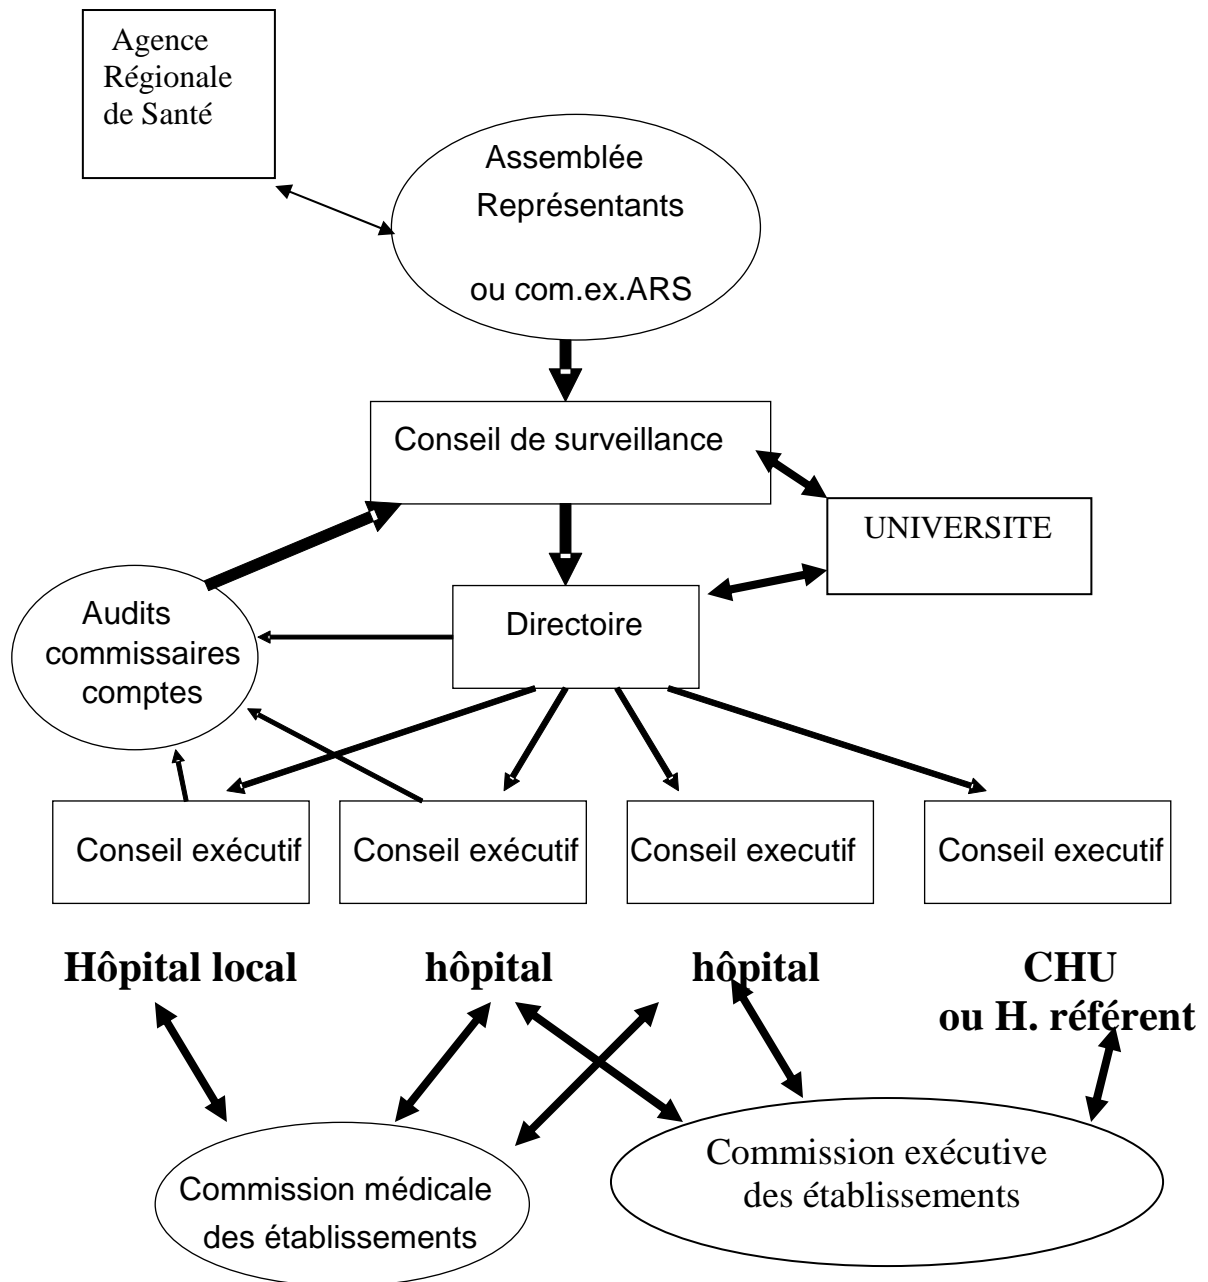 Agence
Régionale
de Santé
Assemblée
Représentants
ou com.ex.ARS
Conseil de surveillance
UNIVERSITE
Directoire
Audits
commissaires
comptes
Conseil exécutif
Conseil exécutif
Conseil executif
Conseil executif
Hôpital local
hôpital
hôpital
CHU
ou H. référent
Commission médicale
des établissements
Commission exécutive
des établissements